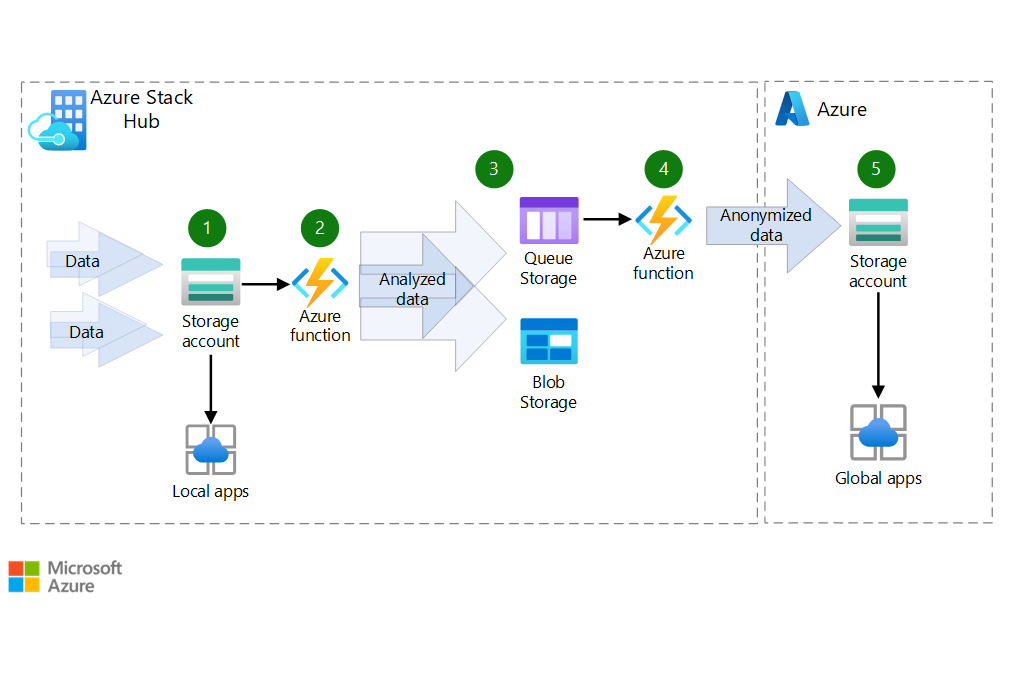 Azure Stack
Hub
Azure
1
2
3
4
5
Data
Data
Storage
account
Azure
function
Analyzed
data
Queue
Storage
Blob
Storage
Azure
function
Anonymized
data
Storage
account
Local apps
Global apps
Microsoft
Azure